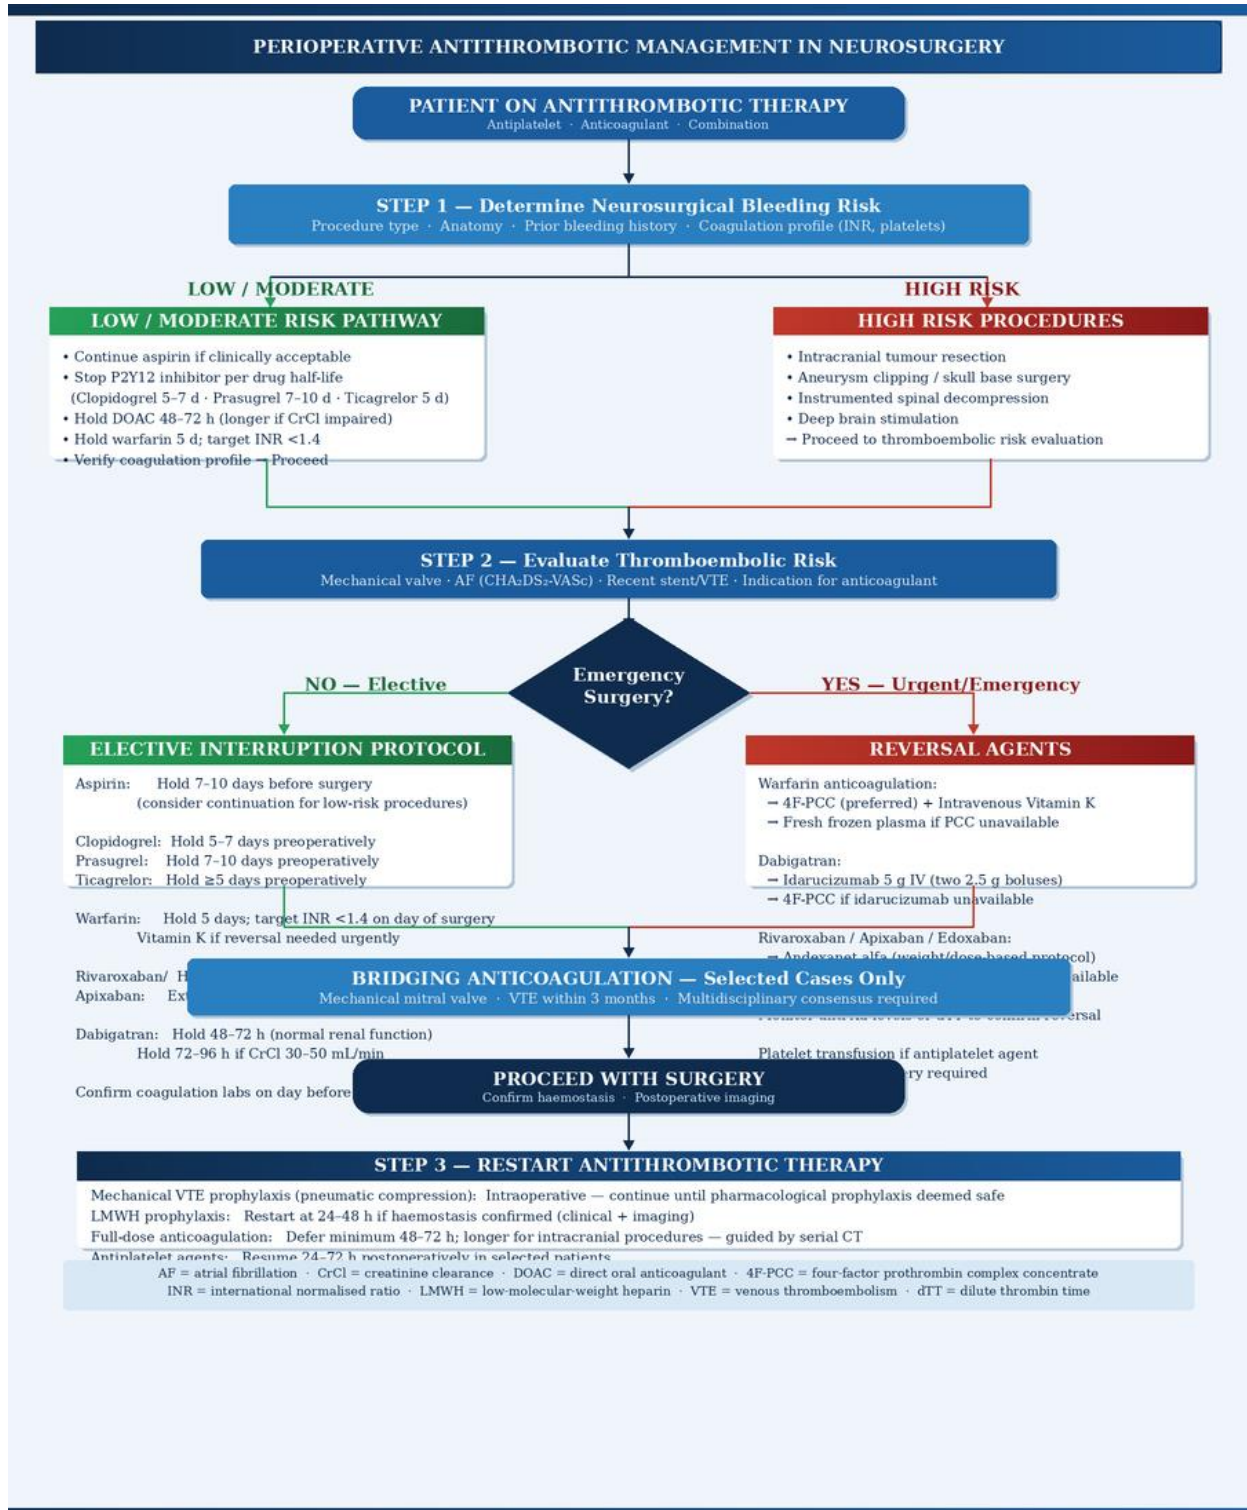 PERIOPERATIVE ANTITHROMBOTIC MANAGEMENT IN NEUROSURGERY
PATIENT ON ANTITHROMBOTIC THERAPY
Antiplatelet · Anticoagulant · Combination
STEP 1 — Determine Neurosurgical Bleeding Risk
Procedure type · Anatomy · Prior bleeding history · Coagulation profile (INR, platelets)
LOW / MODERATE
LOW / MODERATE RISK PATHWAY
• Continue aspirin if clinically acceptable
• Stop P2Y12 inhibitor per drug half-life
(Clopidogrel 5–7 d · Prasugrel 7–10 d · Ticagrelor 5 d)
• Hold DOAC 48–72 h (longer if CrCl impaired)
• Hold warfarin 5 d; target INR <1.4
• Verify coagulation profile → Proceed
HIGH RISK
HIGH RISK PROCEDURES
• Intracranial tumour resection
• Aneurysm clipping / skull base surgery
• Instrumented spinal decompression
• Deep brain stimulation
→ Proceed to thromboembolic risk evaluation
STEP 2 — Evaluate Thromboembolic Risk
Mechanical valve · AF (CHA₂DS₂-VASc) · Recent stent/VTE · Indication for anticoagulant
Emergency
Surgery?
NO — Elective
ELECTIVE INTERRUPTION PROTOCOL
Aspirin: Hold 7–10 days before surgery
(consider continuation for low-risk procedures)
Clopidogrel: Hold 5–7 days preoperatively
Prasugrel: Hold 7–10 days preoperatively
Ticagrelor: Hold ≥5 days preoperatively
Warfarin: Hold 5 days; target INR <1.4 on day of surgery
Vitamin K if reversal needed urgently
Rivaroxaban/
Apixaban:
Dabigatran: Hold 48–72 h (normal renal function)
Hold 72–96 h if CrCl 30–50 mL/min
Confirm coagulation labs on day before
YES — Urgent/Emergency
REVERSAL AGENTS
Warfarin anticoagulation:
→ 4F-PCC (preferred) + Intravenous Vitamin K
→ Fresh frozen plasma if PCC unavailable
Dabigatran:
→ Idarucizumab 5 g IV (two 2.5 g boluses)
→ 4F-PCC if idarucizumab unavailable
Rivaroxaban / Apixaban / Edoxaban:
→ Andexanet alfa (weight/dose-based protocol)
Platelet transfusion if antiplatelet agent
required
BRIDGING ANTICOAGULATION — Selected Cases Only
Mechanical mitral valve · VTE within 3 months · Multidisciplinary consensus required
PROCEED WITH SURGERY
Confirm haemostasis · Postoperative imaging
STEP 3 — RESTART ANTITHROMBOTIC THERAPY
Mechanical VTE prophylaxis (pneumatic compression): Intraoperative — continue until pharmacological prophylaxis deemed safe
LMWH prophylaxis: Restart at 24–48 h if haemostasis confirmed (clinical + imaging)
Full-dose anticoagulation: Defer minimum 48–72 h; longer for intracranial procedures — guided by serial CT
Antiplatelet agents: Resume 24–72 h postoperatively in selected patients
AF = atrial fibrillation · CrCl = creatinine clearance · DOAC = direct oral anticoagulant · 4F-PCC = four-factor prothrombin complex concentrate
INR = international normalised ratio · LMWH = low-molecular-weight heparin · VTE = venous thromboembolism · dTT = dilute thrombin time